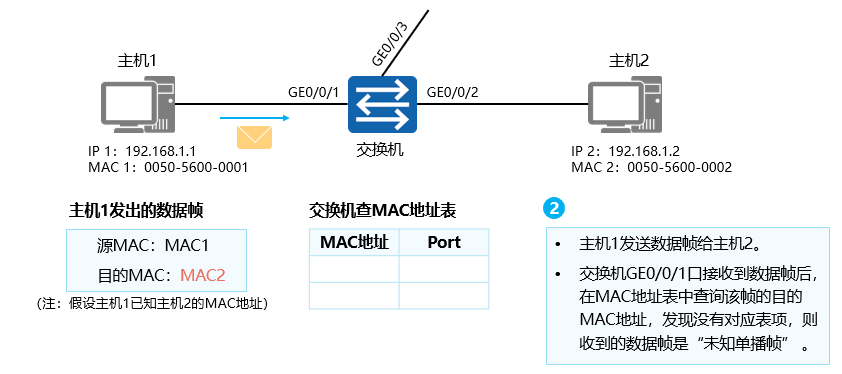 GE0/0/3
主机1
主机2
GE0/0/1
GE0/0/2
交换机
IP 1：192.168.1.1
MAC 1：0050-5600-0001
IP 2：192.168.1.2
MAC 2：0050-5600-0002
主机1发出的数据帧
源MAC：MAC1
目的MAC：MAC2
（注：假设主机1已知主机2的MAC地址）
交换机查MAC地址表
MAC地址 Port
2
• 主机1发送数据帧给主机2。
• 交换机GE0/0/1口接收到数据帧后，
在MAC地址表中查询该帧的目的
MAC地址，发现没有对应表项，则
收到的数据帧是“未知单播帧” 。